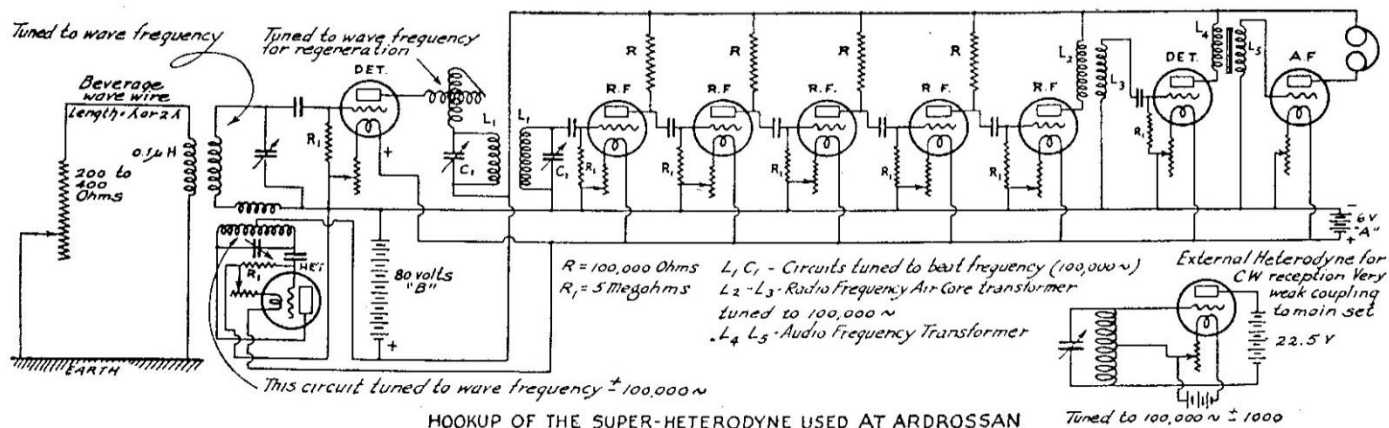 Tuned to wave frequency
Tuned to wave frequency
for regeneration
DET.
Beverage
wave wire
Length = λ or 2λ
200 to
400
Ohms
R₁
C₁
L₁
L₁
C₁
R
R
R
R
R.F
R.F.
R.F.
R.F.
R.F.
R₁
R₁
R₁
R₁
R₁
L₂
L₃
DET.
R₁
L₄
L₅
A.F
R₁
HET.
80 volts
"B"
EARTH
This circuit tuned to wave frequency ± 100,000 ~
R = 100,000 Ohms
R₁ = 5 Megohms
L₁ C₁ - Circuits tuned to beat frequency (100,000 ~)
L₂ - L₃ - Radio Frequency Air Core transformer
tuned to 100,000 ~
L₄ L₅ - Audio Frequency Transformer
6V
"A"
External Heterodyne for
CW reception Very
weak coupling
to main set
22.5 V
Tuned to 100,000 ~ ± 1000
HOOKUP OF THE SUPER-HETERODYNE USED AT ARDROSSAN